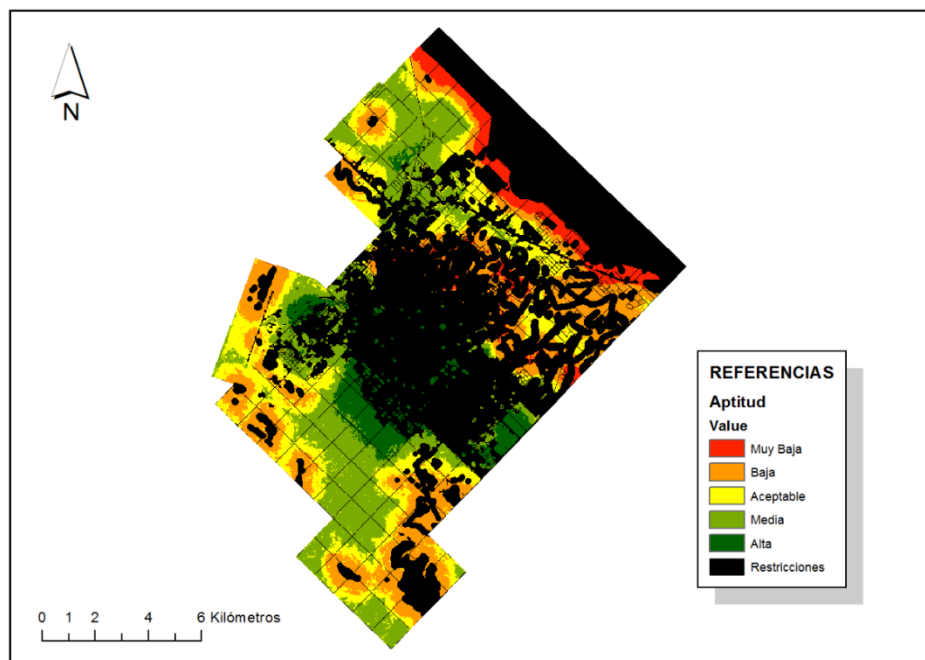 N
REFERENCIAS
Aptitud
Value
Muy Baja
Baja
Aceptable
Media
Alta
Restricciones
0 1 2 4 6 Kilómetros